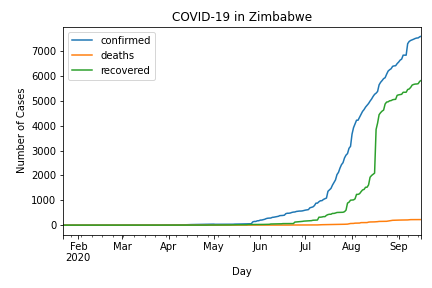 COVID-19 in Zimbabwe
confirmed
deaths
recovered
7000
6000
5000
4000
3000
2000
1000
0
Number of Cases
Feb Mar Apr May Jun Jul Aug Sep
2020
Day